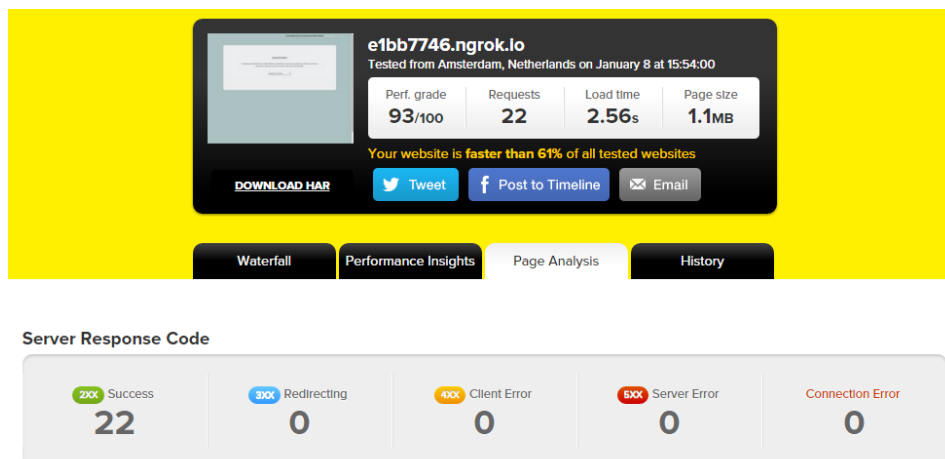 e1bb7746.ngrok.io
Tested from Amsterdam, Netherlands on January 8 at 15:54:00
Perf. grade Requests Load time Page size
93/100 22 2.56s 1.1MB
Your website is faster than 61% of all tested websites
DOWNLOAD HAR Tweet Post to Timeline Email
Waterfall Performance Insights Page Analysis History
Server Response Code
2XX Success 3XX Redirecting 4XX Client Error 5XX Server Error Connection Error
22 0 0 0 0